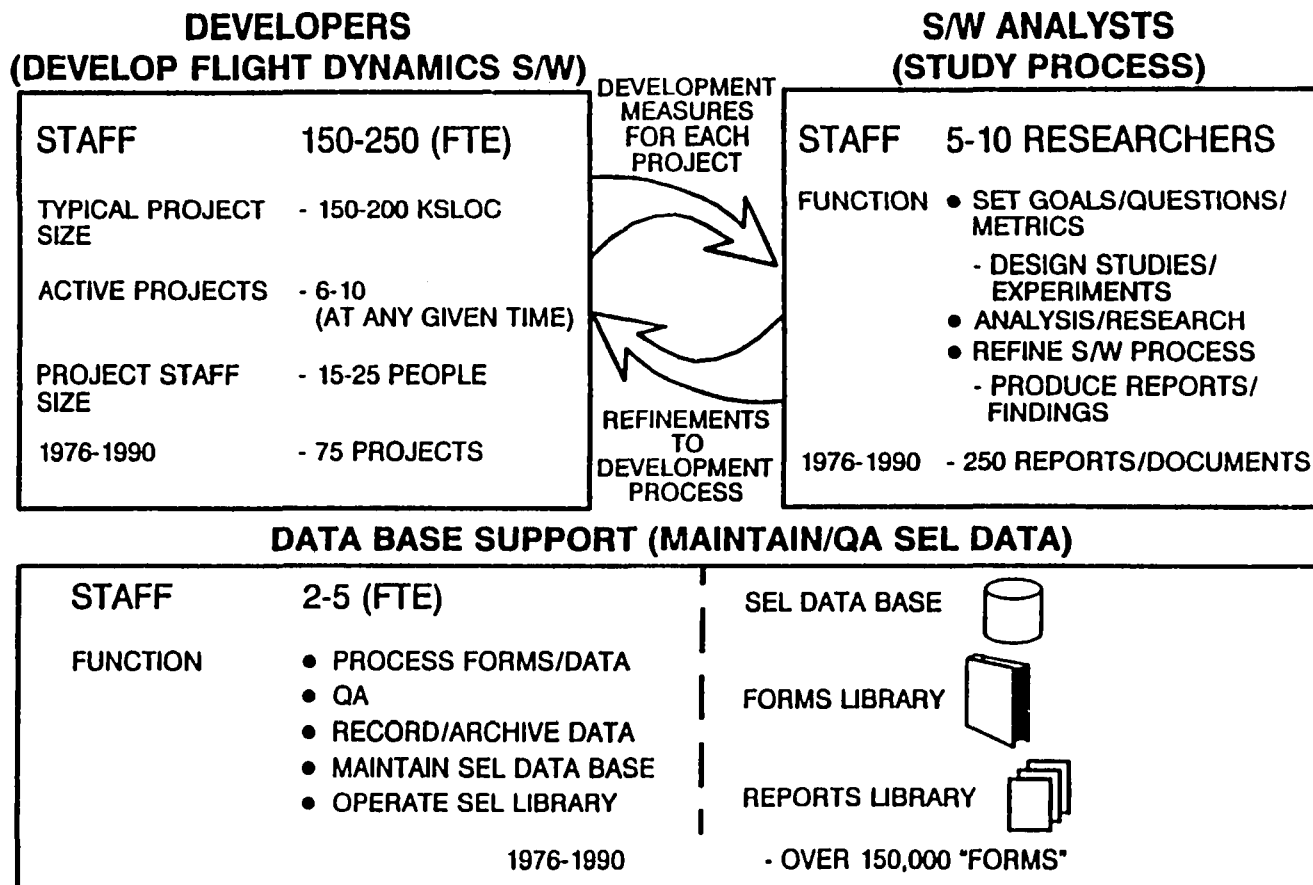 DEVELOPERS
(DEVELOP FLIGHT DYNAMICS S/W)
STAFF 150-250 (FTE)
TYPICAL PROJECT - 150-200 KSLOC
SIZE
ACTIVE PROJECTS - 6-10
(AT ANY GIVEN TIME)
PROJECT STAFF - 15-25 PEOPLE
SIZE
1976-1990 - 75 PROJECTS
DEVELOPMENT
MEASURES
FOR EACH
PROJECT
REFINEMENTS
TO
DEVELOPMENT
PROCESS
S/W ANALYSTS
(STUDY PROCESS)
STAFF 5-10 RESEARCHERS
FUNCTION ● SET GOALS/QUESTIONS/
METRICS
- DESIGN STUDIES/
EXPERIMENTS
● ANALYSIS/RESEARCH
● REFINE S/W PROCESS
- PRODUCE REPORTS/
FINDINGS
1976-1990 - 250 REPORTS/DOCUMENTS
DATA BASE SUPPORT (MAINTAIN/QA SEL DATA)
STAFF 2-5 (FTE)
FUNCTION ● PROCESS FORMS/DATA
● QA
● RECORD/ARCHIVE DATA
● MAINTAIN SEL DATA BASE
● OPERATE SEL LIBRARY
SEL DATA BASE
FORMS LIBRARY
REPORTS LIBRARY
1976-1990 - OVER 150,000 "FORMS"